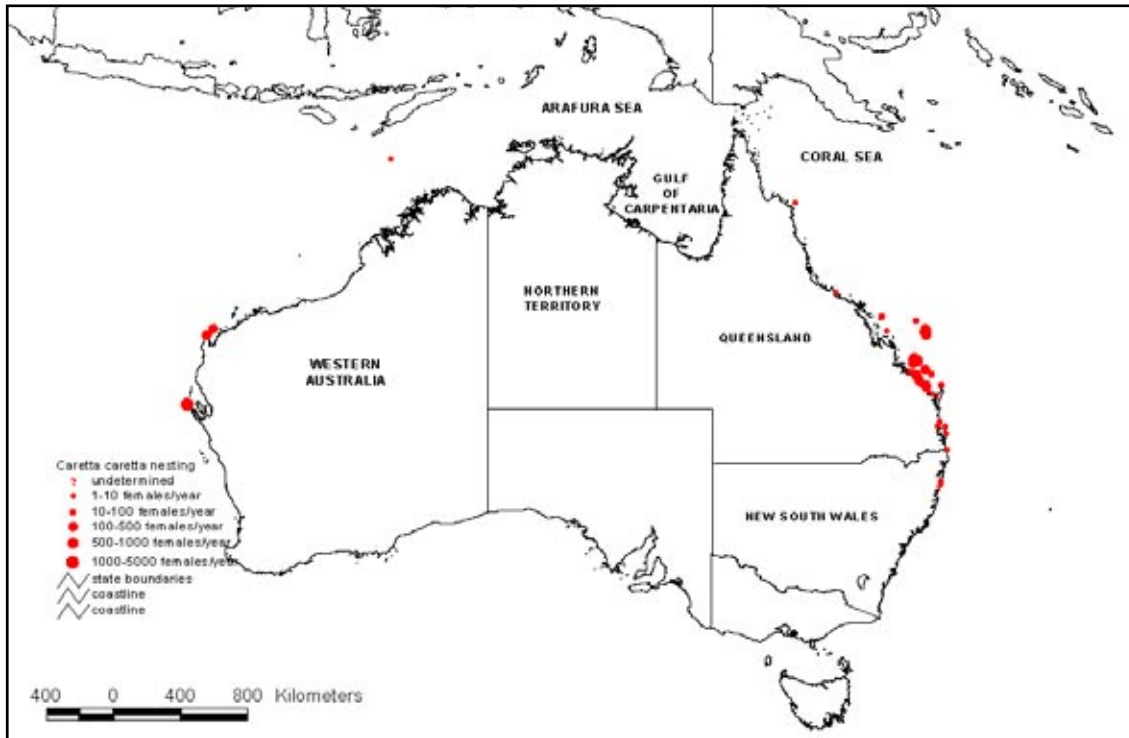 ARAFURA SEA
CORAL SEA
GULF
OF
CARPENTARIA
NORTHERN
TERRITORY
QUEENSLAND
WESTERN
AUSTRALIA
NEW SOUTH WALES
Caretta caretta nesting
undetermined
1-10 females/year
10-100 females/year
100-500 females/year
500-1000 females/year
1000-5000 females/year
state boundaries
coastline
coastline
400 0 400 800 Kilometers